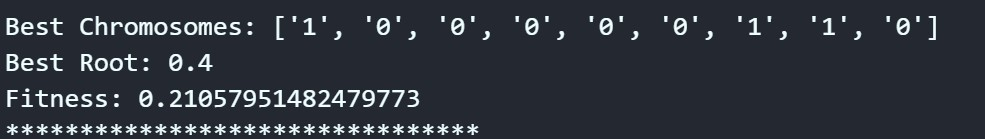 Best Chromosomes: ['1', '0', '0', '0', '0', '0', '1', '1', '0']
Best Root: 0.4
Fitness: 0.21057951482479773
********************************